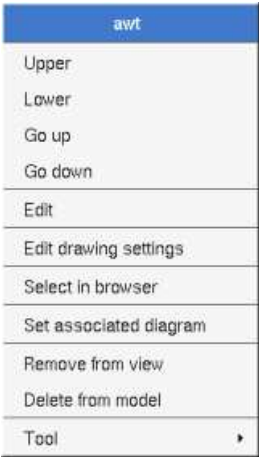 awt
Upper
Lower
Go up
Go down
Edit
Edit drawing settings
Select in browser
Set associated diagram
Remove from view
Delete from model
Tool